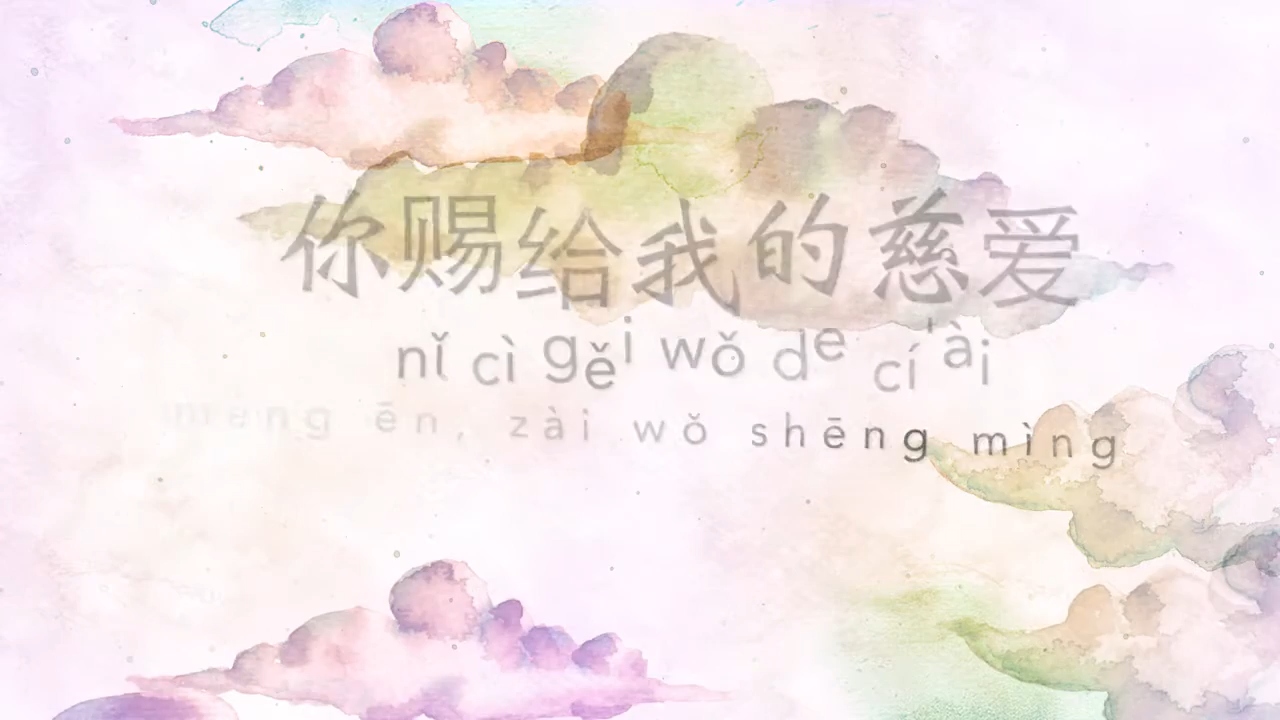 你赐给我的慈爱
nǐ cì gěi wǒ de cí 'ài
méng ēn, zài wǒ shēng mìng